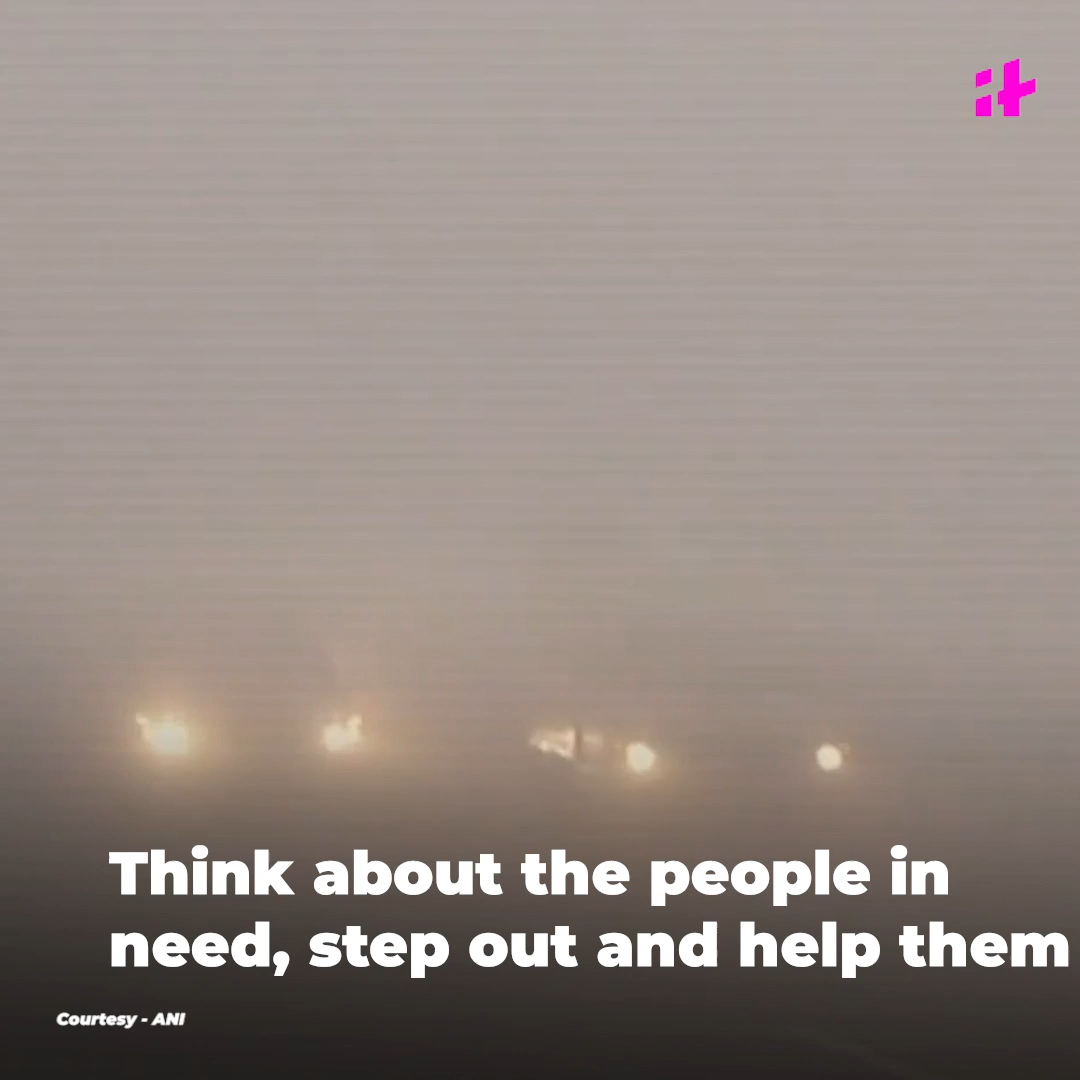 Think about the people in
need, step out and help them
Courtesy - ANI